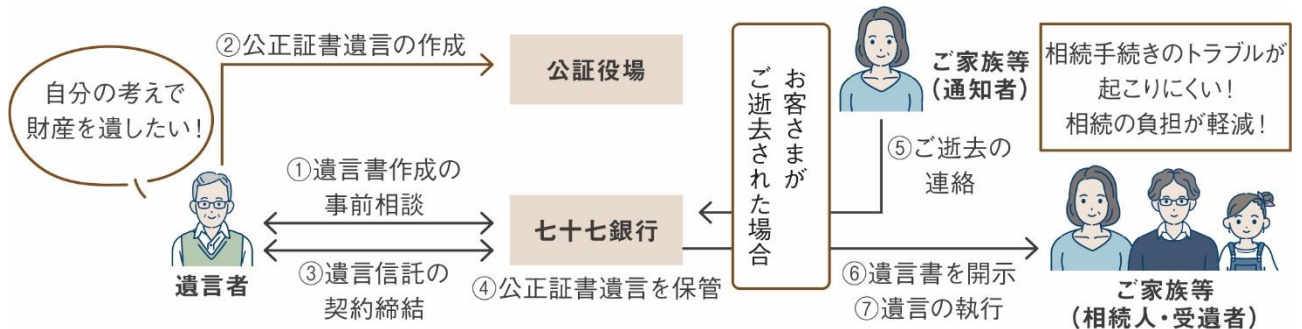 自分の考えで
財産を遺したい!
遺言者
②公正証書遺言の作成
公証役場
①遺言書作成の
事前相談
七十七銀行
③遺言信託の
契約締結
④公正証書遺言を保管
お客さまが
ご逝去された場合
ご家族等
(通知者)
⑤ご逝去の
連絡
相続手続きのトラブルが
起こりにくい!
相続の負担が軽減!
⑥遺言書を開示
⑦遺言の執行
ご家族等
(相続人・受遺者)